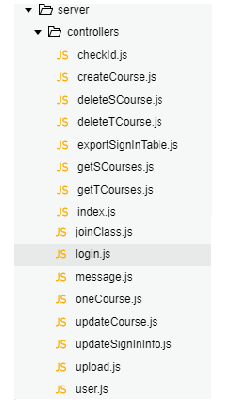 server
controllers
JS checkId.js
JS createCourse.js
JS deleteSCourse.js
JS deleteTCourse.js
JS exportSignInTable.js
JS getSCourses.js
JS getTCourses.js
JS index.js
JS joinClass.js
JS login.js
JS message.js
JS oneCourse.js
JS updateCourse.js
JS updateSignInInfo.js
JS upload.js
JS user.js